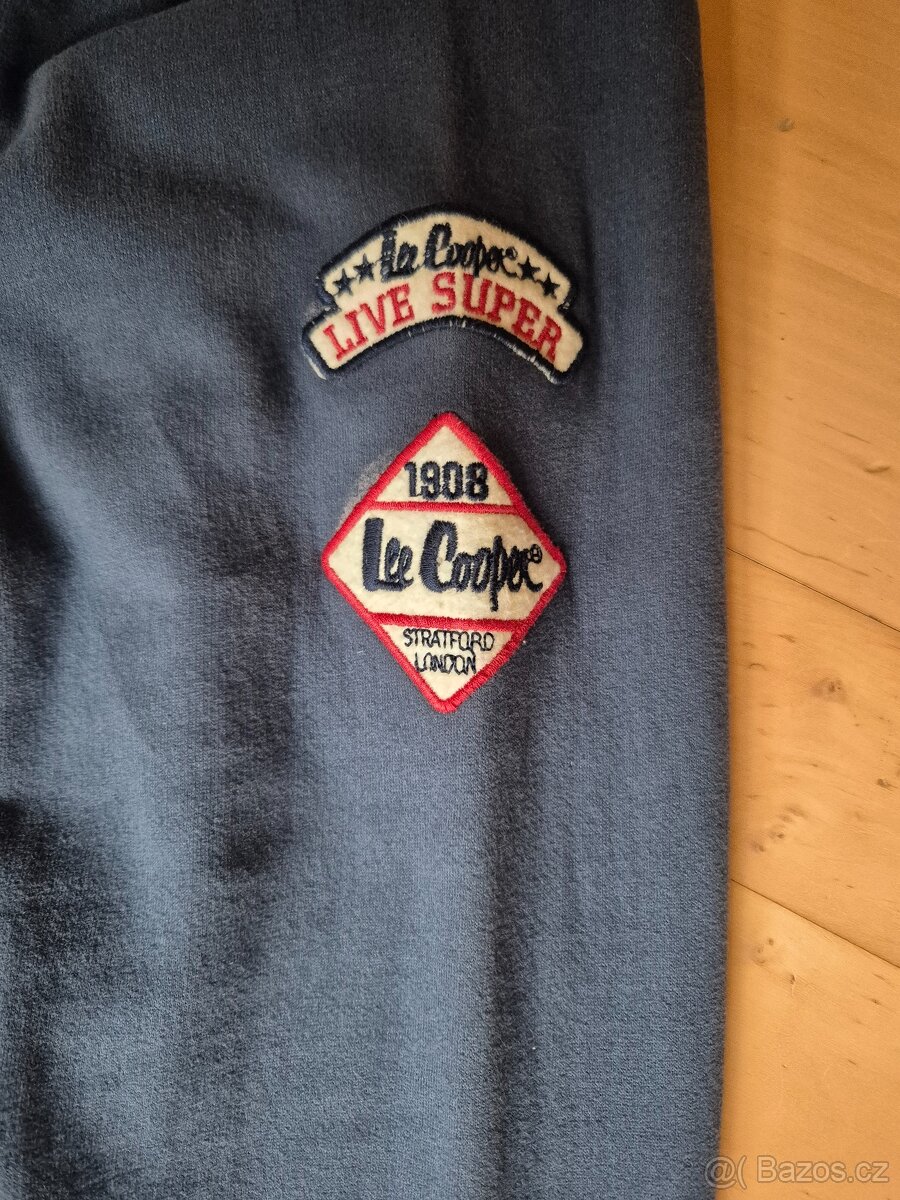 Lee Cooper
LIVE SUPER
1908
Lee Cooper®
STRATFORD
LONDON
@( Bazos.cz